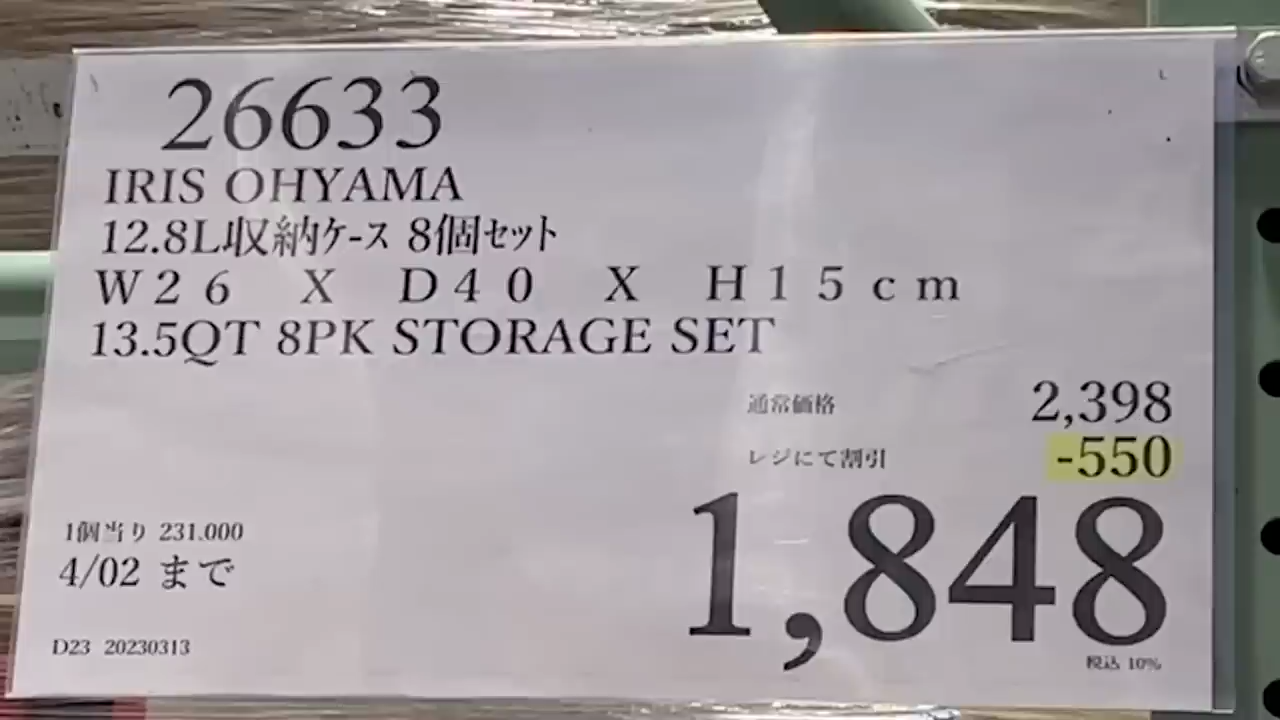 26633
IRIS OHYAMA
12.8L収納ケース 8個セット
W26 X D40 X H15cm
13.5QT 8PK STORAGE SET
通常価格 2,398
レジにて割引 -550
1,848
1個当り 231.000
4/02 まで
D23 20230313
税込 10%